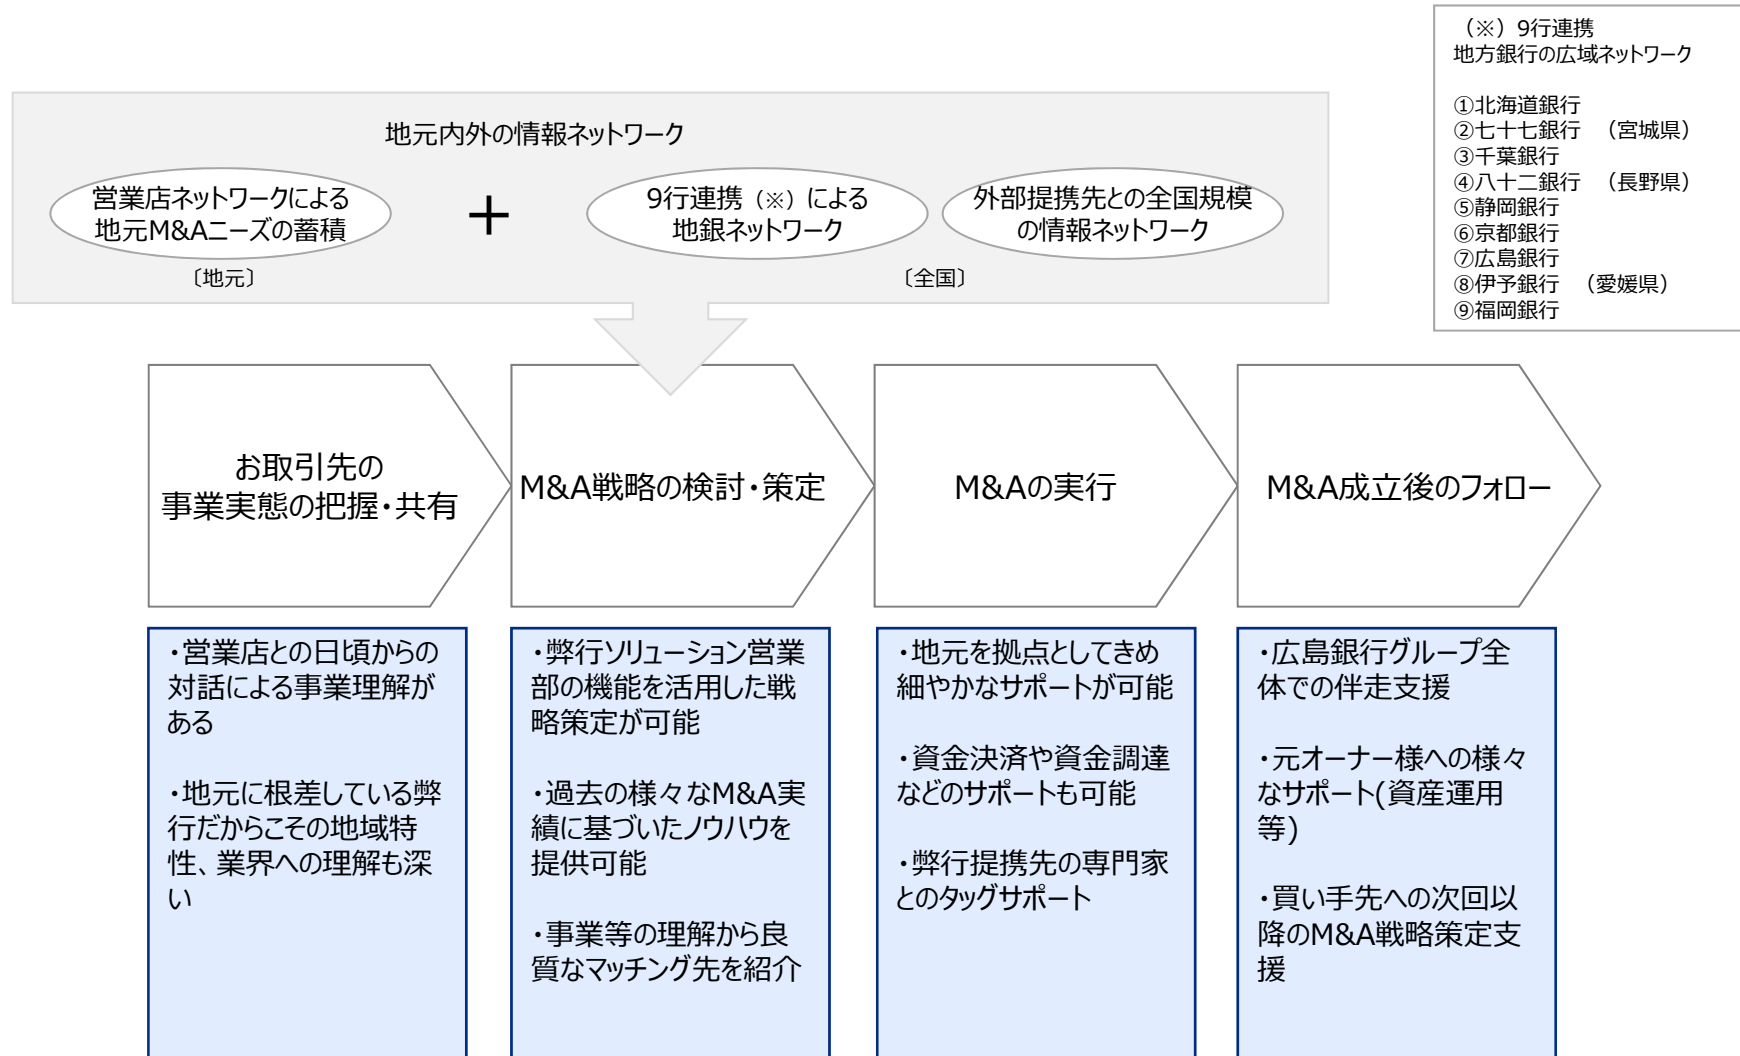 （※）9行連携
地方銀行の広域ネットワーク
①北海道銀行
②七十七銀行　（宮城県）
③千葉銀行
④八十二銀行　（長野県）
⑤静岡銀行
⑥京都銀行
⑦広島銀行
⑧伊予銀行　（愛媛県）
⑨福岡銀行
地元内外の情報ネットワーク
営業店ネットワークによる
地元M&Aニーズの蓄積
＋
9行連携（※）による
地銀ネットワーク
外部提携先との全国規模
の情報ネットワーク
〔地元〕
〔全国〕
お取引先の
事業実態の把握・共有
M&A戦略の検討・策定
M&Aの実行
M&A成立後のフォロー
・営業店との日頃からの
対話による事業理解が
ある
・地元に根差している弊
行だからこその地域特
性、業界への理解も深
い
・弊行ソリューション営業
部の機能を活用した戦
略策定が可能
・過去の様々なM&A実
績に基づいたノウハウを
提供可能
・事業等の理解から良
質なマッチング先を紹介
・地元を拠点としてきめ
細やかなサポートが可能
・資金決済や資金調達
などのサポートも可能
・弊行提携先の専門家
とのタッグサポート
・広島銀行グループ全
体での伴走支援
・元オーナー様への様々
なサポート(資産運用
等)
・買い手先への次回以
降のM&A戦略策定支
援